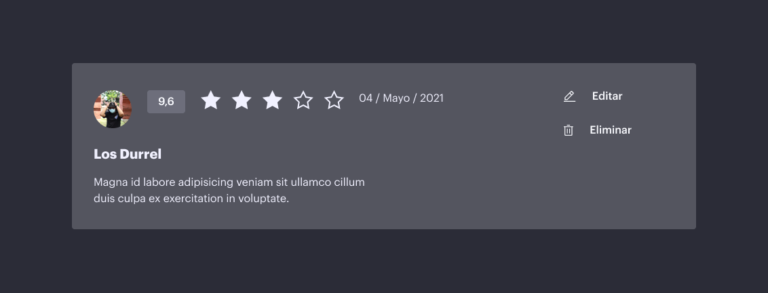 9,6
04 / Mayo / 2021
Editar
Eliminar
Los Durrel
Magna id labore adipisicing veniam sit ullamco cillum
duis culpa ex exercitation in voluptate.